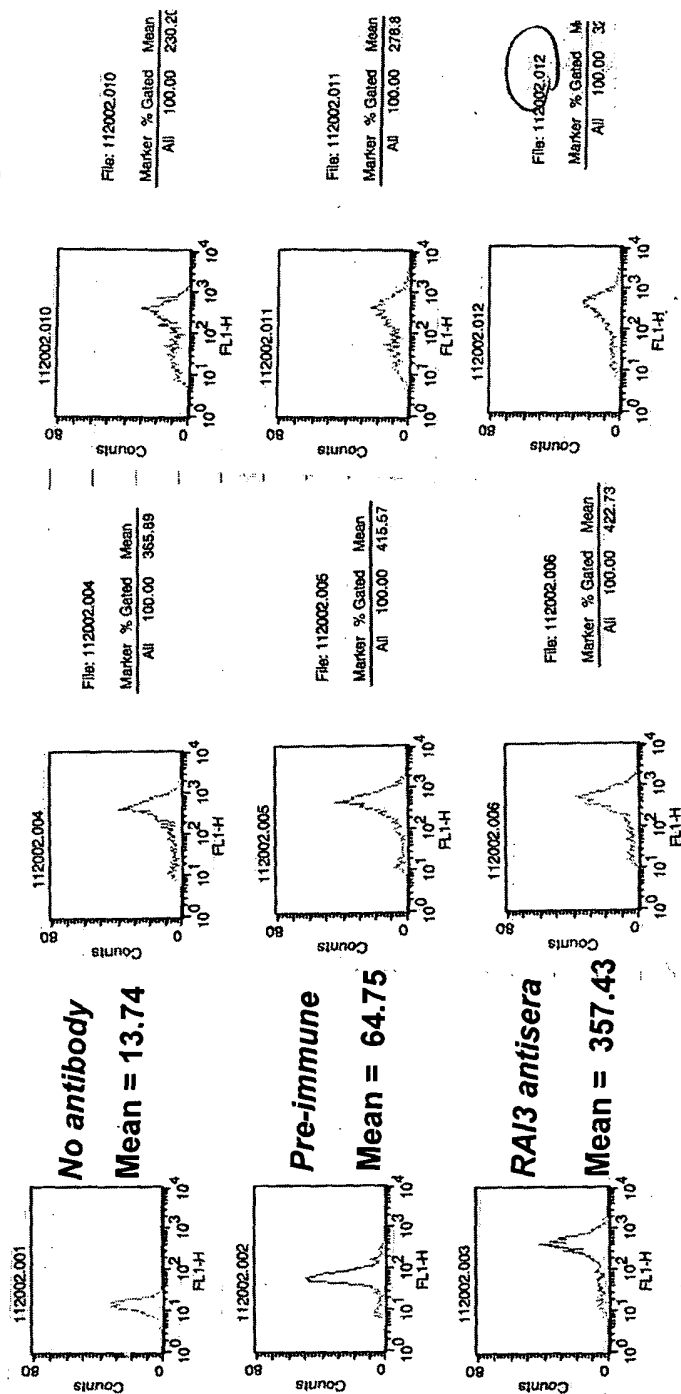 112002.001
80
Counts
0
10^0 10^1 10^2 10^3 10^4
FL1-H
No antibody
Mean = 13.74
112002.004
80
Counts
0
10^0 10^1 10^2 10^3 10^4
FL1-H
File: 112002.004
Marker % Gated Mean
All 100.00 365.89
112002.010
80
Counts
0
10^0 10^1 10^2 10^3 10^4
FL1-H
File: 112002.010
Marker % Gated Mean
All 100.00 230.20
112002.002
80
Counts
0
10^0 10^1 10^2 10^3 10^4
FL1-H
Pre-immune
Mean = 64.75
112002.005
80
Counts
0
10^0 10^1 10^2 10^3 10^4
FL1-H
File: 112002.005
Marker % Gated Mean
All 100.00 415.57
112002.011
80
Counts
0
10^0 10^1 10^2 10^3 10^4
FL1-H
File: 112002.011
Marker % Gated Mean
All 100.00 278.8
112002.003
80
Counts
0
10^0 10^1 10^2 10^3 10^4
FL1-H
RAI3 antisera
Mean = 357.43
112002.006
80
Counts
0
10^0 10^1 10^2 10^3 10^4
FL1-H
File: 112002.006
Marker % Gated Mean
All 100.00 422.73
112002.012
80
Counts
0
10^0 10^1 10^2 10^3 10^4
FL1-H
File: 112002.012
Marker % Gated
All 100.00 32